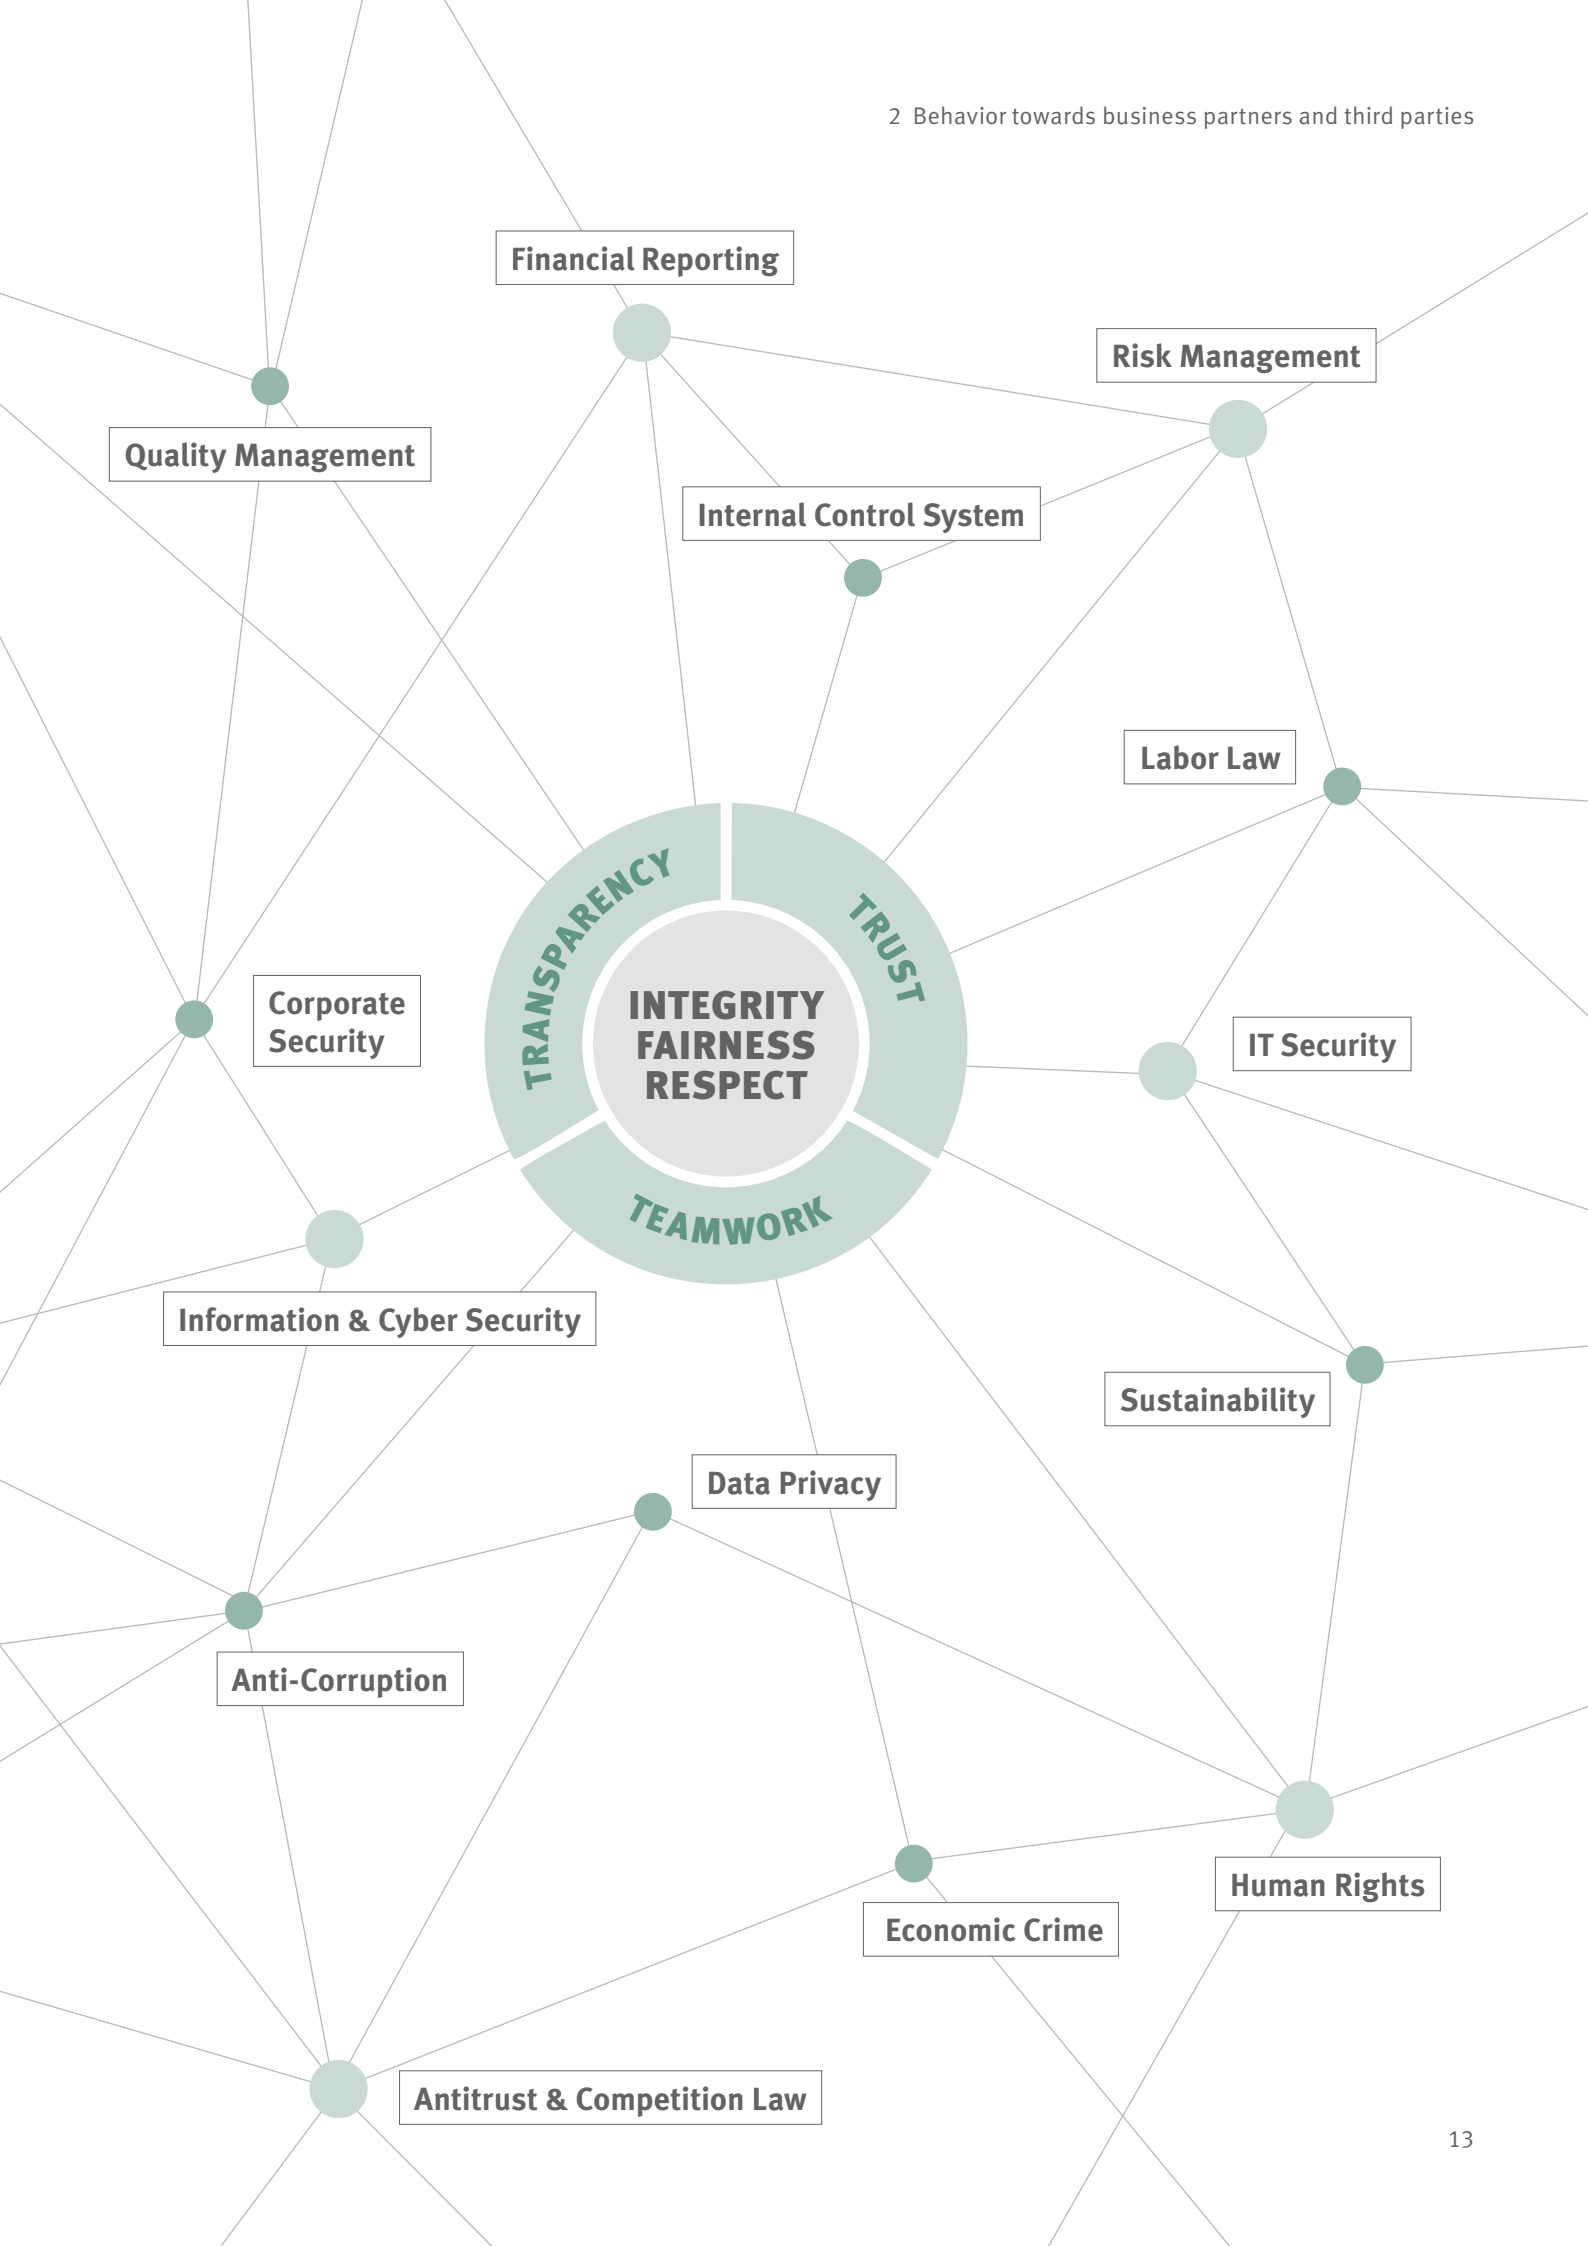 2 Behavior towards business partners and third parties
Financial Reporting
Risk Management
Quality Management
Internal Control System
Labor Law
TRANSPARENCY
TRUST
Corporate
Security
INTEGRITY
FAIRNESS
RESPECT
IT Security
TEAMWORK
Information & Cyber Security
Sustainability
Data Privacy
Anti-Corruption
Human Rights
Economic Crime
Antitrust & Competition Law
13